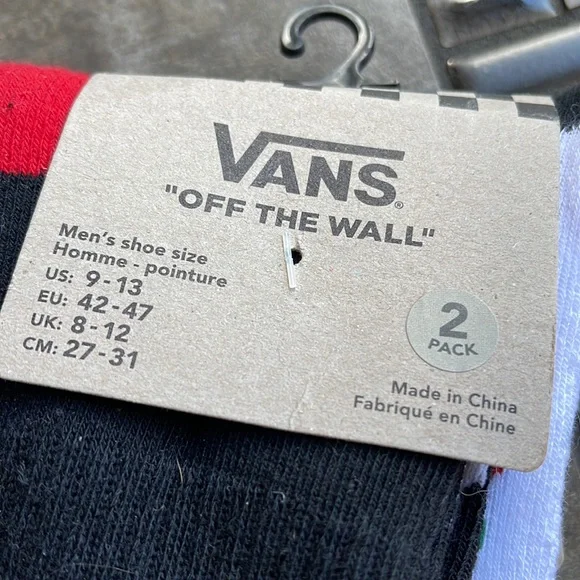 VANS®
"OFF THE WALL"
Men's shoe size
Homme - pointure
US: 9-13
EU: 42-47
UK: 8-12
CM: 27-31
2
PACK
Made in China
Fabriqué en Chine